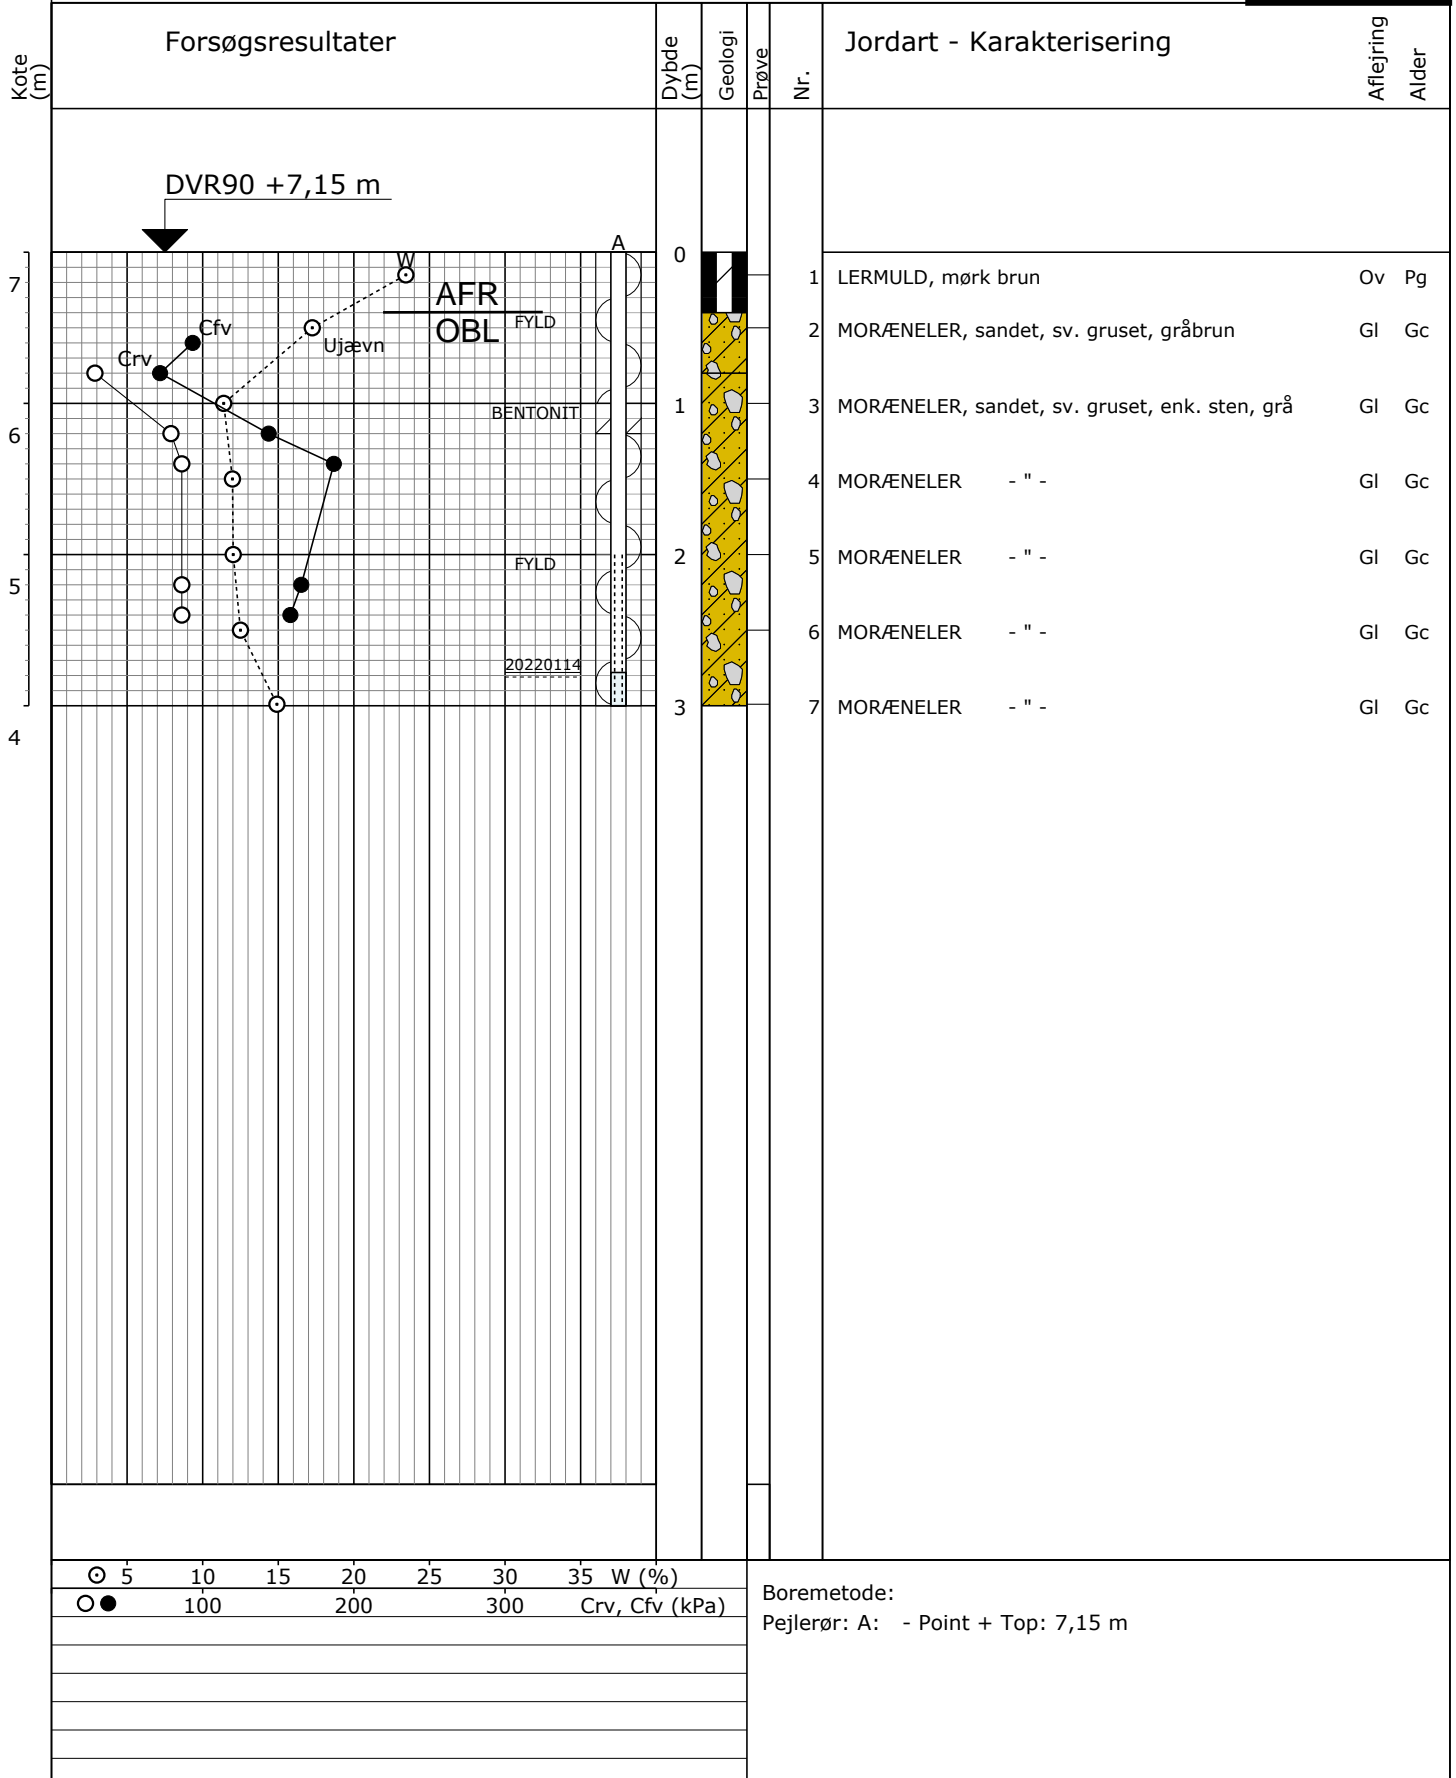 Kote (m)
Forsøgsresultater
Dybde (m)
Geologi
Prøve
Nr.
Jordart - Karakterisering
Aflejring
Alder
DVR90 +7,15 m
A
0
W
7
AFR
1 LERMULD, mørk brun Ov Pg
FYLD
OBL
Cfv
Ujævn
2 MORÆNELER, sandet, sv. gruset, gråbrun Gl Gc
Crv
BENTONIT
1
3 MORÆNELER, sandet, sv. gruset, enk. sten, grå Gl Gc
6
4 MORÆNELER - " - Gl Gc
FYLD
2
5 MORÆNELER - " - Gl Gc
5
6 MORÆNELER - " - Gl Gc
20220114
3
7 MORÆNELER - " - Gl Gc
4
5 10 15 20 25 30 35 W (%)
100 200 300 Crv, Cfv (kPa)
Boremetode:
Pejlerør: A: - Point + Top: 7,15 m